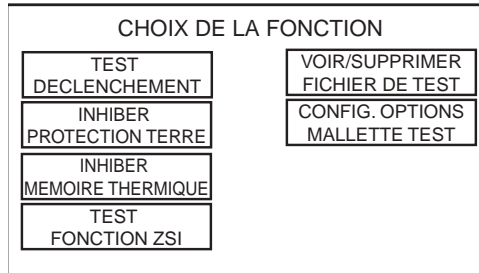 CHOIX DE LA FONCTION
TEST
DECLENCHEMENT
INHIBER
PROTECTION TERRE
INHIBER
MEMOIRE THERMIQUE
TEST
FONCTION ZSI
VOIR/SUPPRIMER
FICHIER DE TEST
CONFIG. OPTIONS
MALLETTE TEST